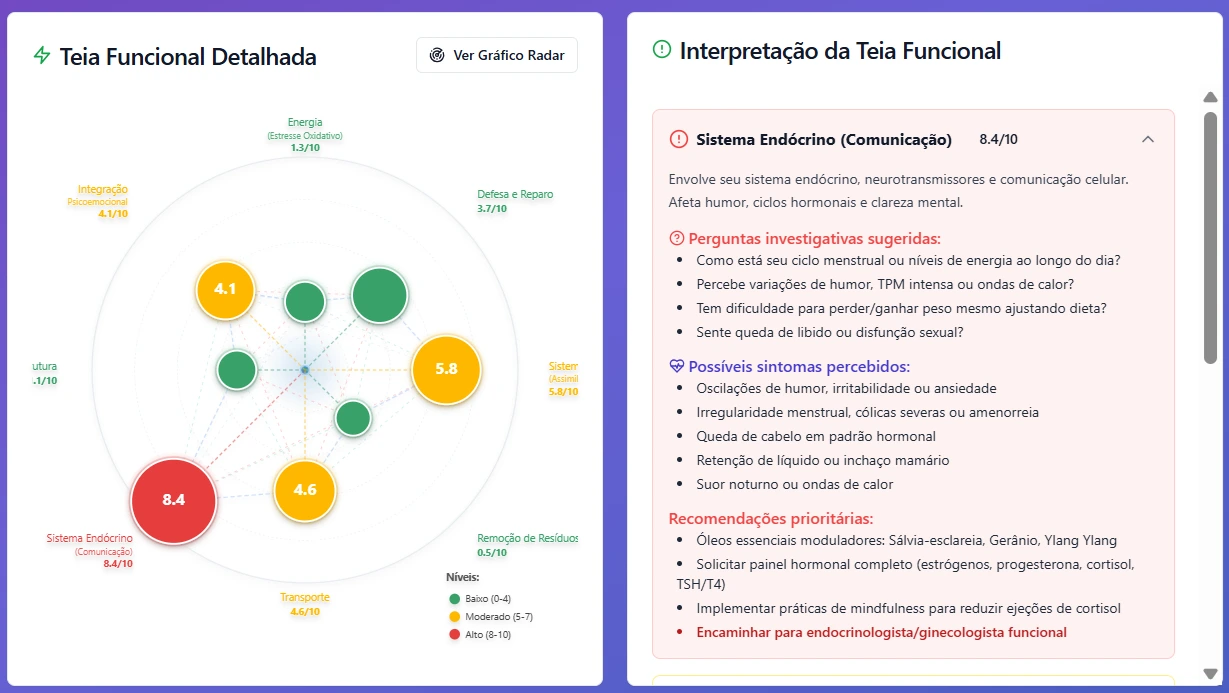 Teia Funcional Detalhada
Ver Gráfico Radar
Energia
(Estresse Oxidativo)
1.3/10
Integração
Psicoemocional
4.1/10
Defesa e Reparo
3.7/10
4.1
5.8
utura
.1/10
Sistem
(Assimil
5.8/10
8.4
4.6
Sistema Endócrino
(Comunicação)
8.4/10
Remoção de Resíduos
0.5/10
Transporte
4.6/10
Níveis:
Baixo (0-4)
Moderado (5-7)
Alto (8-10)
Interpretação da Teia Funcional
Sistema Endócrino (Comunicação) 8.4/10
Envolve seu sistema endócrino, neurotransmissores e comunicação celular.
Afeta humor, ciclos hormonais e clareza mental.
Perguntas investigativas sugeridas:
• Como está seu ciclo menstrual ou níveis de energia ao longo do dia?
• Percebe variações de humor, TPM intensa ou ondas de calor?
• Tem dificuldade para perder/ganhar peso mesmo ajustando dieta?
• Sente queda de libido ou disfunção sexual?
Possíveis sintomas percebidos:
• Oscilações de humor, irritabilidade ou ansiedade
• Irregularidade menstrual, cólicas severas ou amenorreia
• Queda de cabelo em padrão hormonal
• Retenção de líquido ou inchaço mamário
• Suor noturno ou ondas de calor
Recomendações prioritárias:
• Óleos essenciais moduladores: Sálvia-esclareia, Gerânio, Ylang Ylang
• Solicitar painel hormonal completo (estrógenos, progesterona, cortisol,
TSH/T4)
• Implementar práticas de mindfulness para reduzir ejeções de cortisol
• Encaminhar para endocrinologista/ginecologista funcional